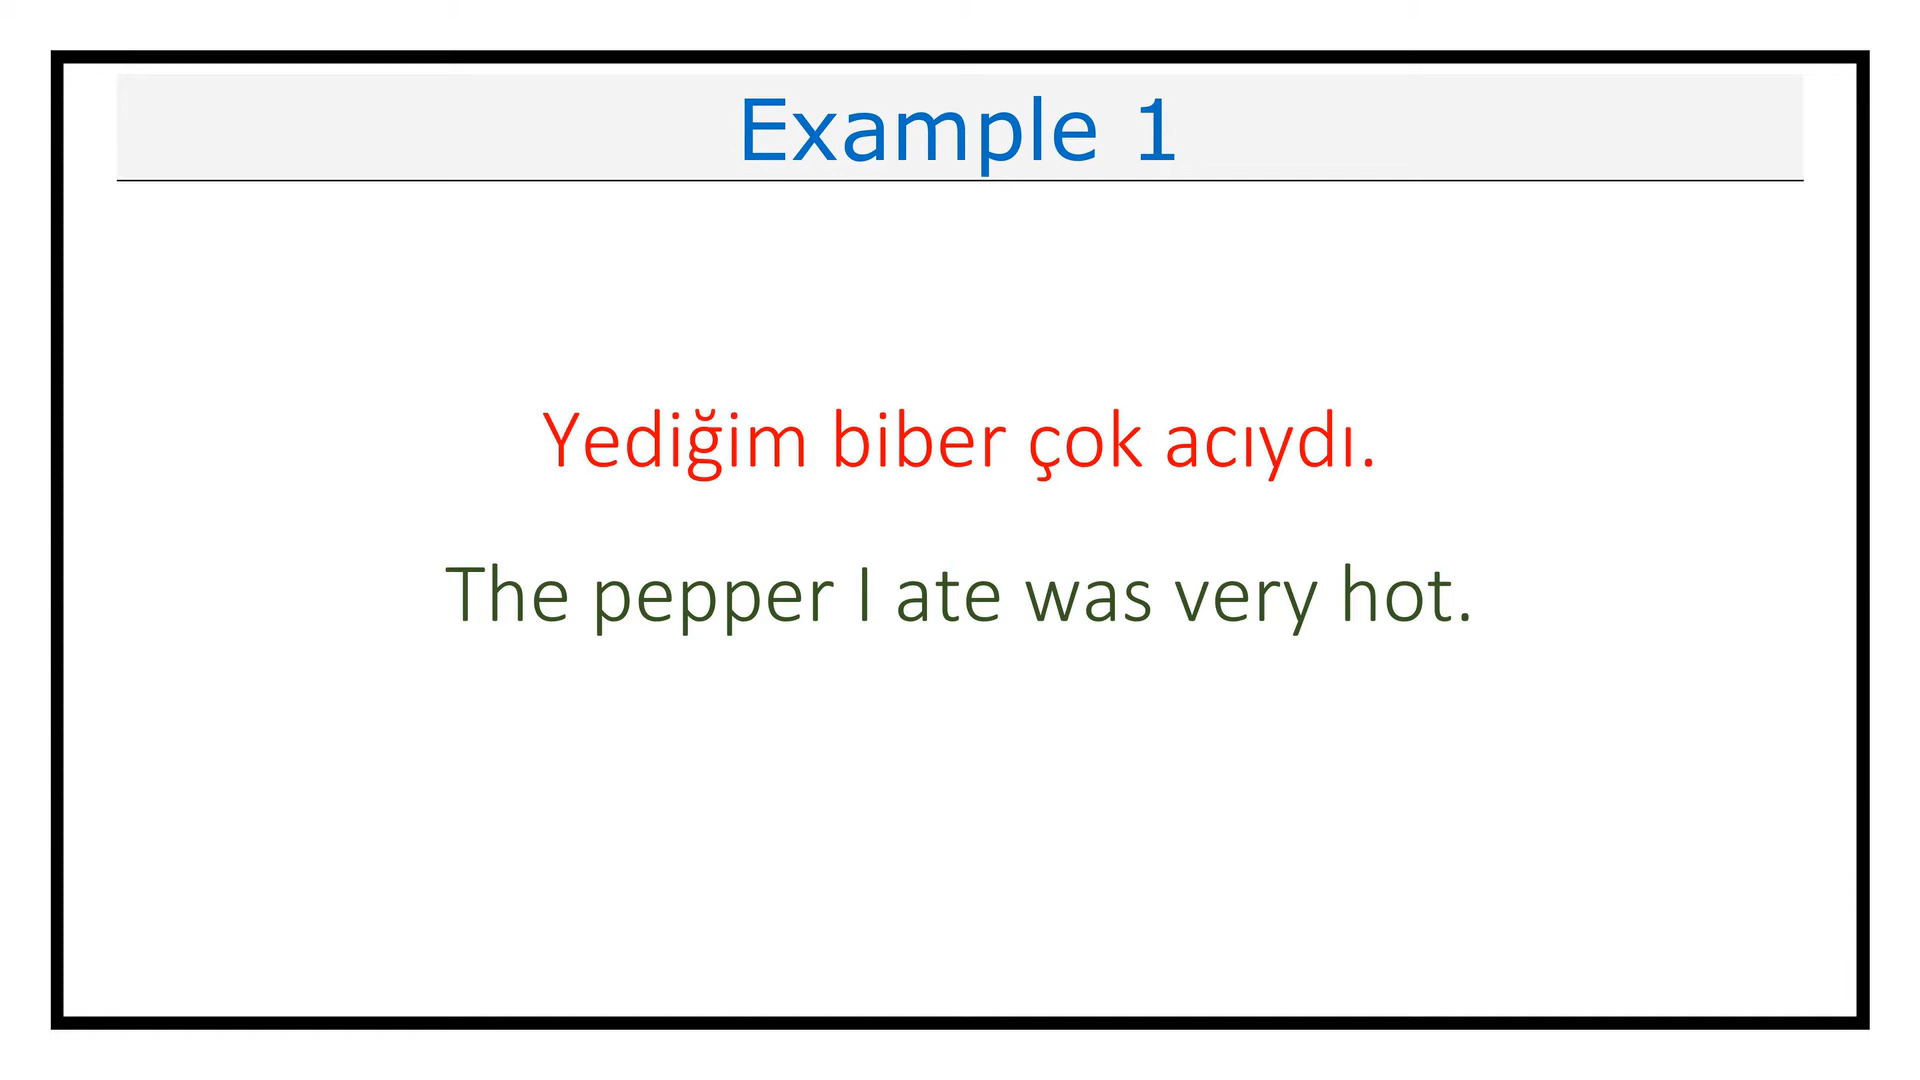 Example 1
Yediğim biber çok acıydı.
The pepper I ate was very hot.